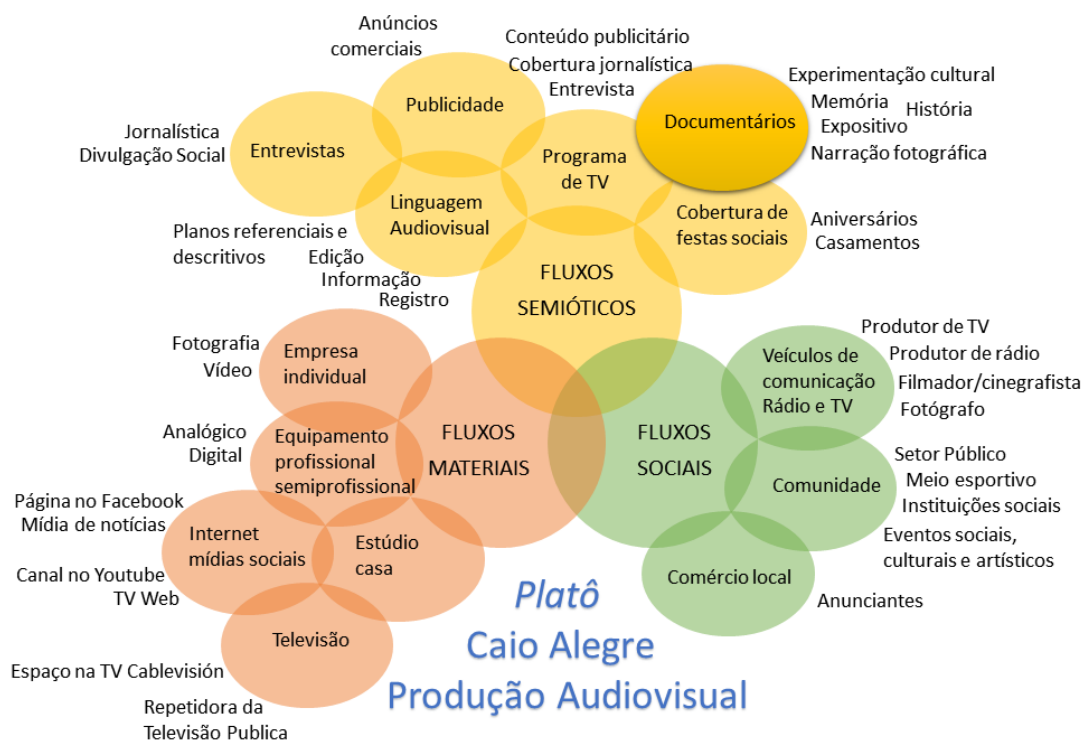 Anúncios
comerciais
Publicidade
Conteúdo publicitário
Cobertura jornalística
Entrevista
Documentários
Experimentação cultural
Memória
História
Expositivo
Narração fotográfica
Jornalística
Divulgação Social
Entrevistas
Programa
de TV
Linguagem
Audiovisual
Cobertura de
festas sociais
Aniversários
Casamentos
Planos referenciais e
descritivos
Edição
Informação
Registro
FLUXOS
SEMIÓTICOS
Fotografia
Vídeo
Empresa
individual
Analógico
Digital
Equipamento
profissional
semiprofissional
FLUXOS
MATERIAIS
FLUXOS
SOCIAIS
Veículos de
comunicação
Rádio e TV
Produtor de TV
Produtor de rádio
Filmador/cinegrafista
Fotógrafo
Comunidade
Setor Público
Meio esportivo
Instituições sociais
Eventos sociais,
culturais e artísticos
Página no Facebook
Mídia de notícias
Internet
mídias sociais
Canal no Youtube
TV Web
Estúdio
casa
Comércio local
Anunciantes
Televisão
Espaço na TV Cablevisión
Repetidora da
Televisão Publica
Platô
Caio Alegre
Produção Audiovisual